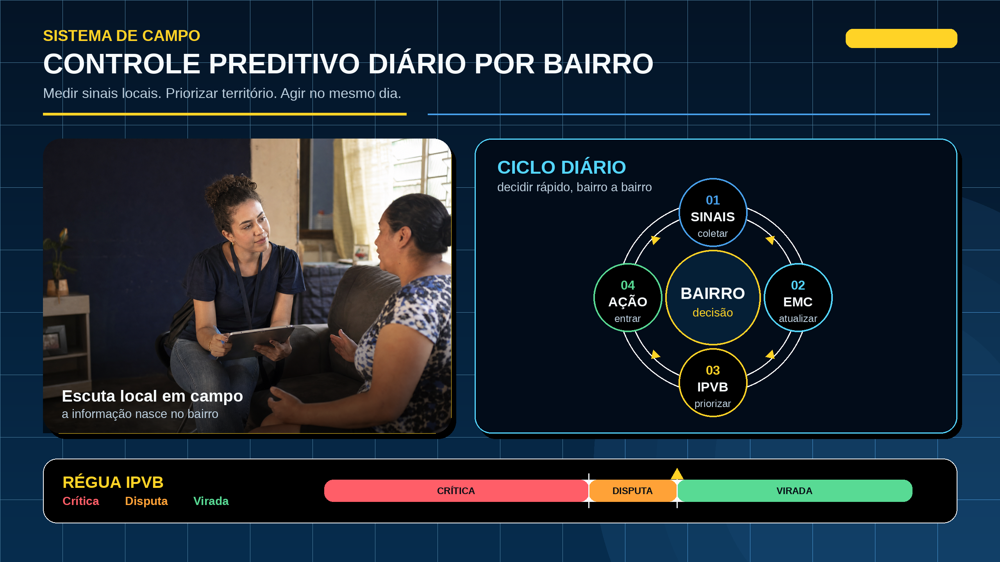 SISTEMA DE CAMPO
CONTROLE PREDITIVO DIÁRIO POR BAIRRO
Medir sinais locais. Priorizar território. Agir no mesmo dia.
Escuta local em campo
a informação nasce no bairro
CICLO DIÁRIO
decidir rápido, bairro a bairro
01
SINAIS
coletar
02
EMC
atualizar
03
IPVB
priorizar
04
AÇÃO
entrar
BAIRRO
decisão
RÉGUA IPVB
Crítica Disputa Virada
CRÍTICA DISPUTA VIRADA